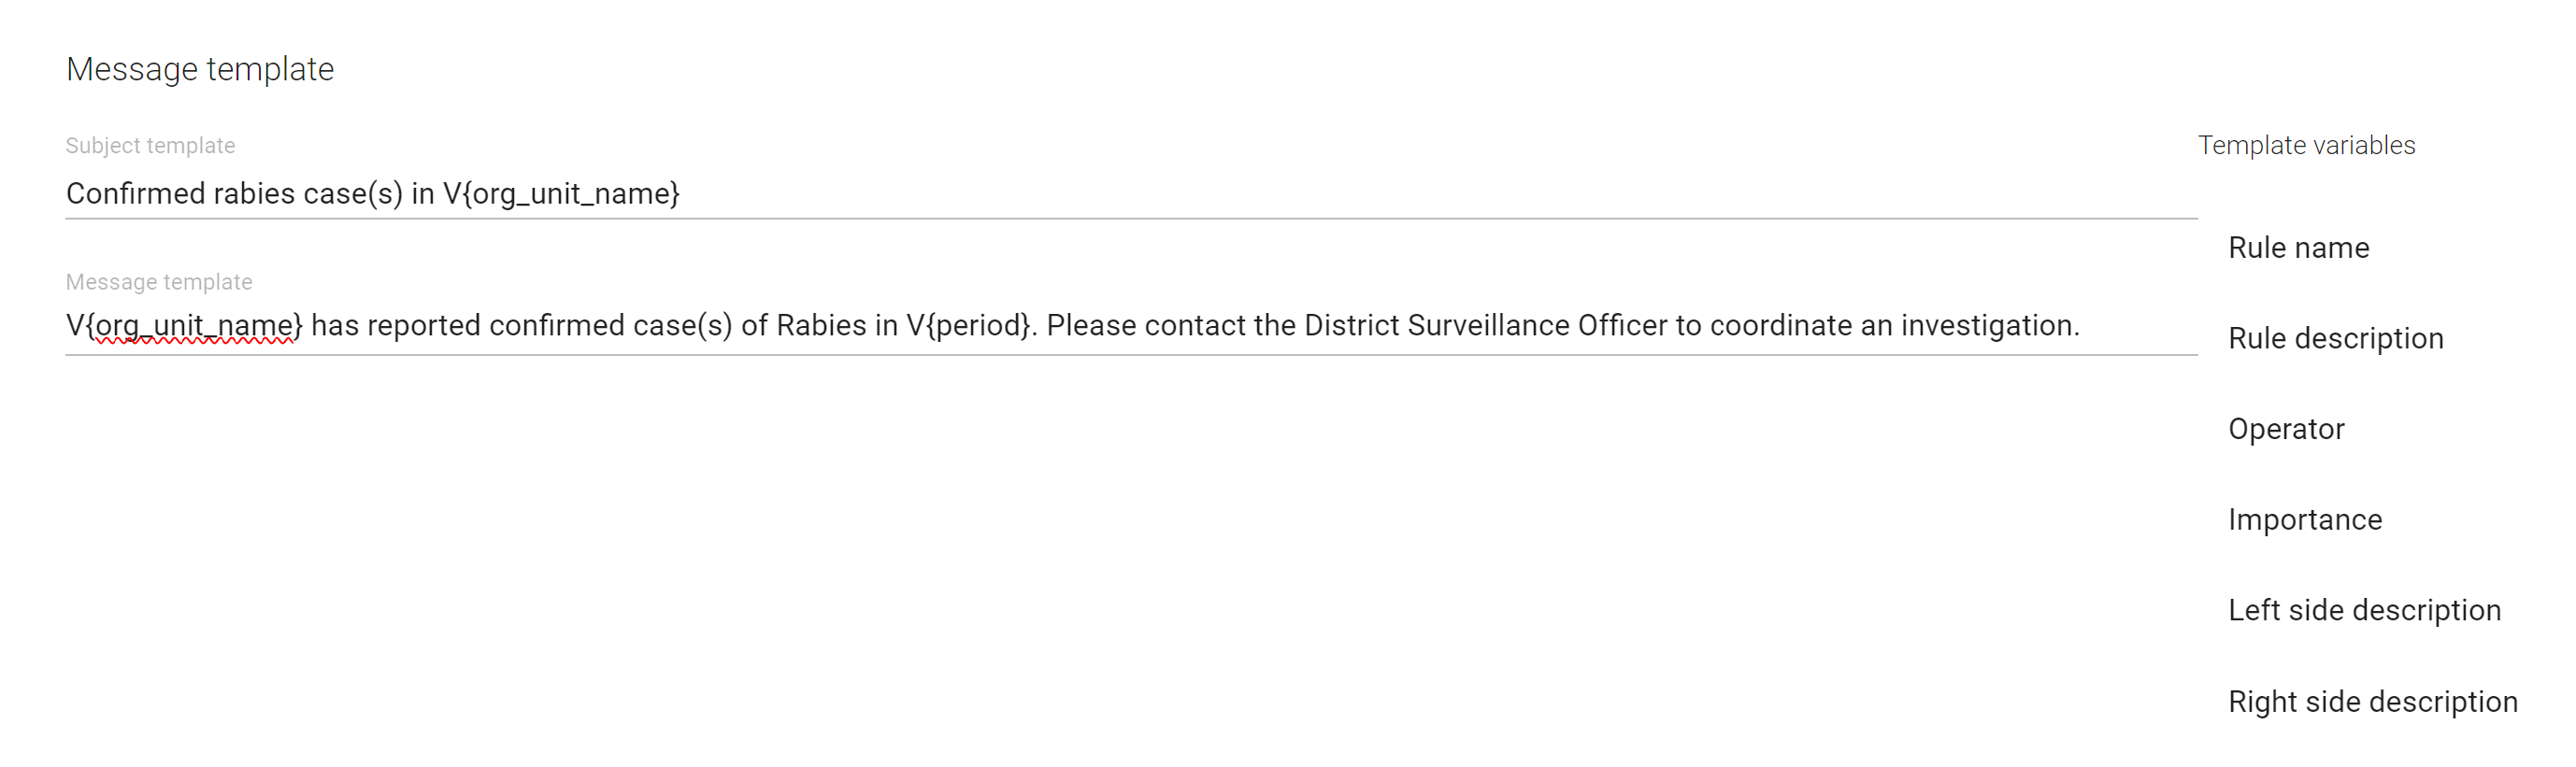 Message template
Subject template
Confirmed rabies case(s) in V{org_unit_name}
Message template
V{org_unit_name} has reported confirmed case(s) of Rabies in V{period}. Please contact the District Surveillance Officer to coordinate an investigation.
Template variables
Rule name
Rule description
Operator
Importance
Left side description
Right side description